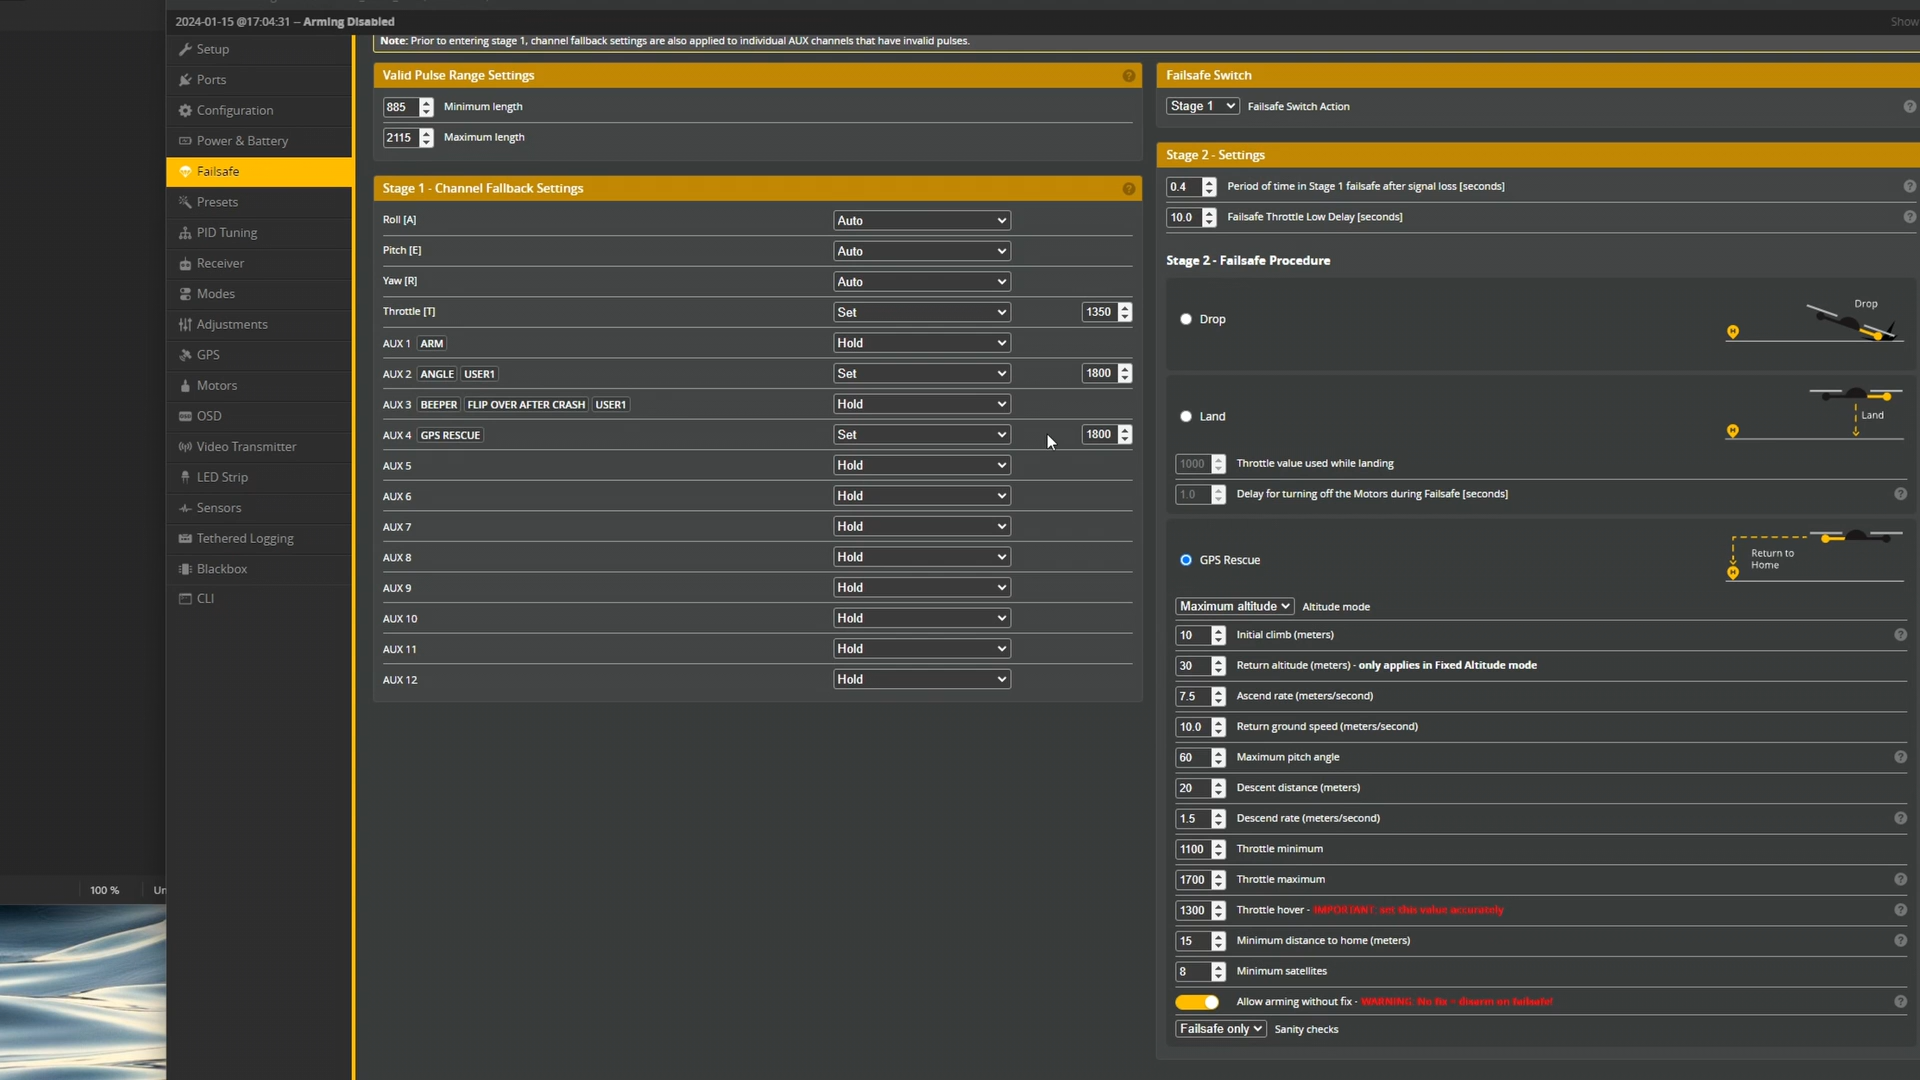 2024-01-15 @17:04:31 -- Arming Disabled
Show
Setup
Ports
Configuration
Power & Battery
Failsafe
Presets
PID Tuning
Receiver
Modes
Adjustments
GPS
Motors
OSD
Video Transmitter
LED Strip
Sensors
Tethered Logging
Blackbox
CLI
100 %
Un
Note: Prior to entering stage 1, channel fallback settings are also applied to individual AUX channels that have invalid pulses.
Valid Pulse Range Settings
885 Minimum length
2115 Maximum length
Stage 1 - Channel Fallback Settings
Roll [A] Auto
Pitch [E] Auto
Yaw [R] Auto
Throttle [T] Set 1350
AUX 1 ARM Hold
AUX 2 ANGLE USER1 Set 1800
AUX 3 BEEPER FLIP OVER AFTER CRASH USER1 Hold
AUX 4 GPS RESCUE Set 1800
AUX 5 Hold
AUX 6 Hold
AUX 7 Hold
AUX 8 Hold
AUX 9 Hold
AUX 10 Hold
AUX 11 Hold
AUX 12 Hold
Failsafe Switch
Stage 1 Failsafe Switch Action
Stage 2 - Settings
0.4 Period of time in Stage 1 failsafe after signal loss [seconds]
10.0 Failsafe Throttle Low Delay [seconds]
Stage 2 - Failsafe Procedure
Drop
Drop
H
Land
Land
H
1000 Throttle value used while landing
1.0 Delay for turning off the Motors during Failsafe [seconds]
GPS Rescue
Return to
Home
H
Maximum altitude Altitude mode
10 Initial climb (meters)
30 Return altitude (meters) - only applies in Fixed Altitude mode
7.5 Ascend rate (meters/second)
10.0 Return ground speed (meters/second)
60 Maximum pitch angle
20 Descent distance (meters)
1.5 Descend rate (meters/second)
1100 Throttle minimum
1700 Throttle maximum
1300 Throttle hover - IMPORTANT: set this value accurately
15 Minimum distance to home (meters)
8 Minimum satellites
Allow arming without fix - WARNING: No fix = disarm on failsafe!
Failsafe only Sanity checks